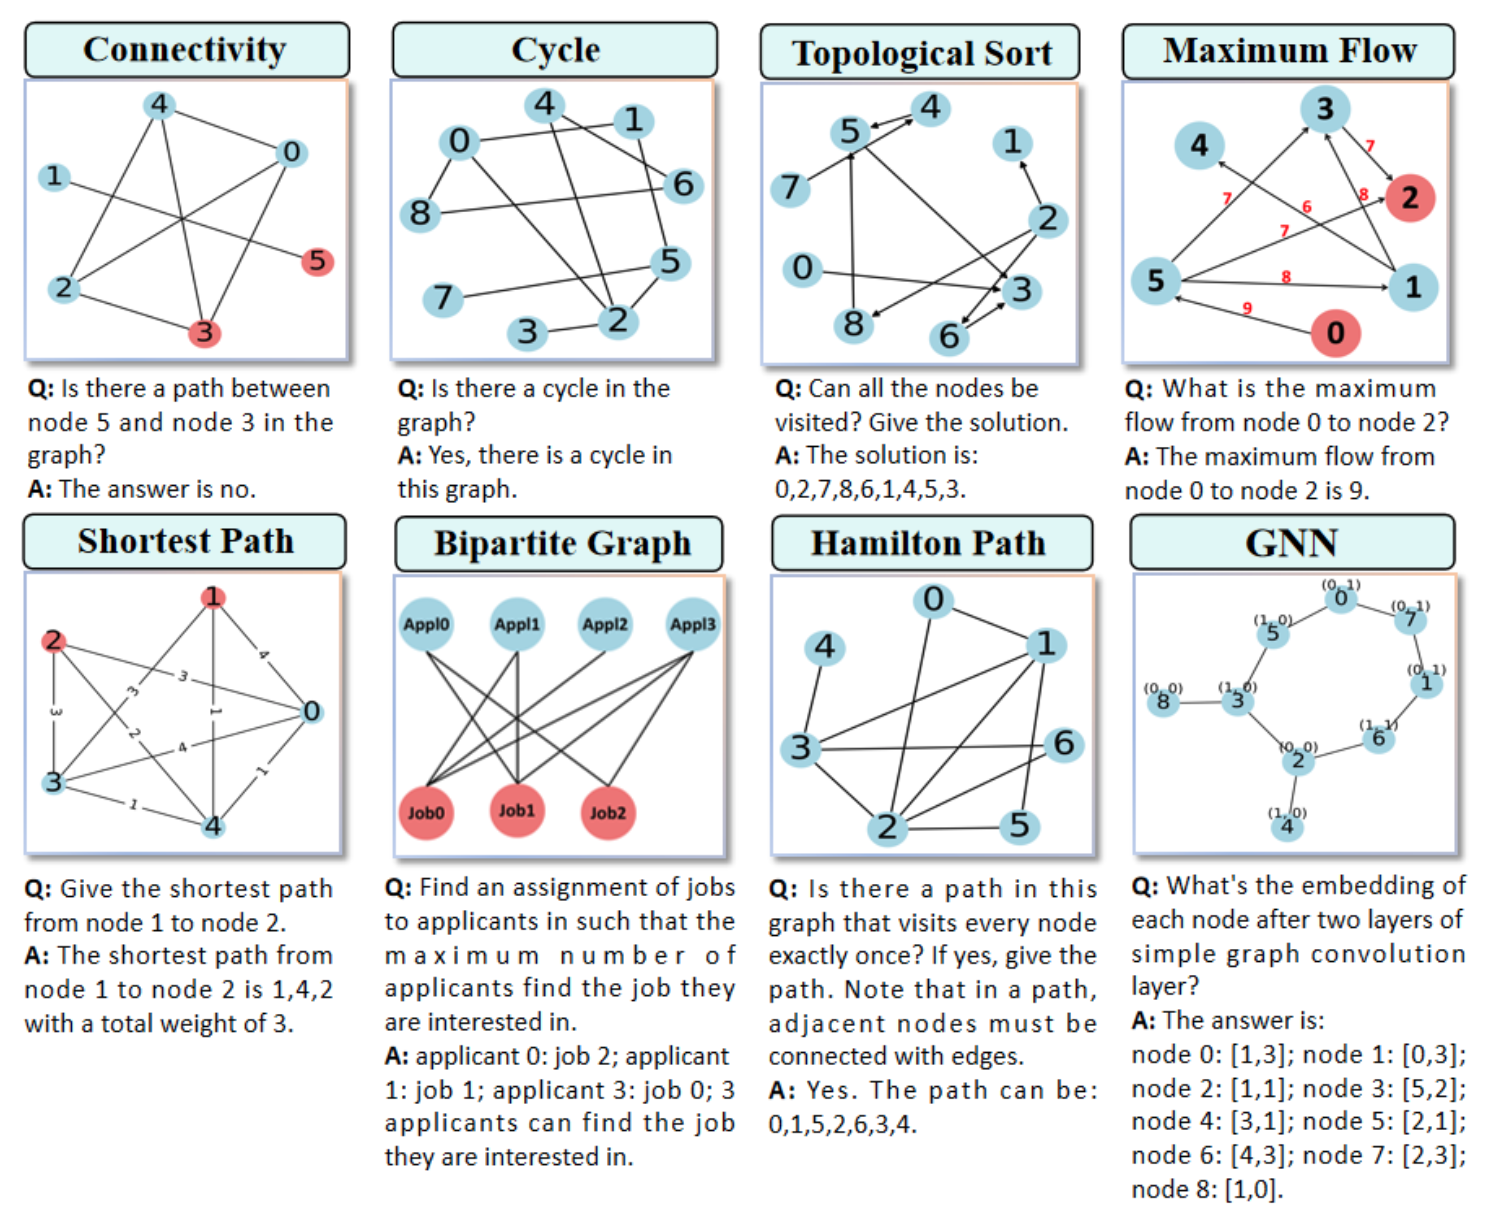 Connectivity
4
0
1
5
2
3
Q: Is there a path between
node 5 and node 3 in the
graph?
A: The answer is no.
Cycle
4
1
0
6
8
5
7
3
2
Q: Is there a cycle in the
graph?
A: Yes, there is a cycle in
this graph.
Topological Sort
4
5
1
7
2
0
3
8
6
Q: Can all the nodes be
visited? Give the solution.
A: The solution is:
0,2,7,8,6,1,4,5,3.
Maximum Flow
3
4
7
2
7
8
6
7
5
8
1
9
0
Q: What is the maximum
flow from node 0 to node 2?
A: The maximum flow from
node 0 to node 2 is 9.
Shortest Path
1
2
4
3
3
3
1
0
2
4
3
1
1
4
Q: Give the shortest path
from node 1 to node 2.
A: The shortest path from
node 1 to node 2 is 1,4,2
with a total weight of 3.
Bipartite Graph
Appl0 Appl1 Appl2 Appl3
Job0 Job1 Job2
Q: Find an assignment of jobs
to applicants in such that the
maximum number of
applicants find the job they
are interested in.
A: applicant 0: job 2; applicant
1: job 1; applicant 3: job 0; 3
applicants can find the job
they are interested in.
Hamilton Path
0
4
1
3
6
2
5
Q: Is there a path in this
graph that visits every node
exactly once? If yes, give the
path. Note that in a path,
adjacent nodes must be
connected with edges.
A: Yes. The path can be:
0,1,5,2,6,3,4.
GNN
(0, 1)
0
(0, 1)
7
(1, 0)
5
(0, 1)
1
(0, 0)
8
(1, 0)
3
(1, 1)
6
(0, 0)
2
(1, 0)
4
Q: What's the embedding of
each node after two layers of
simple graph convolution
layer?
A: The answer is:
node 0: [1,3]; node 1: [0,3];
node 2: [1,1]; node 3: [5,2];
node 4: [3,1]; node 5: [2,1];
node 6: [4,3]; node 7: [2,3];
node 8: [1,0].